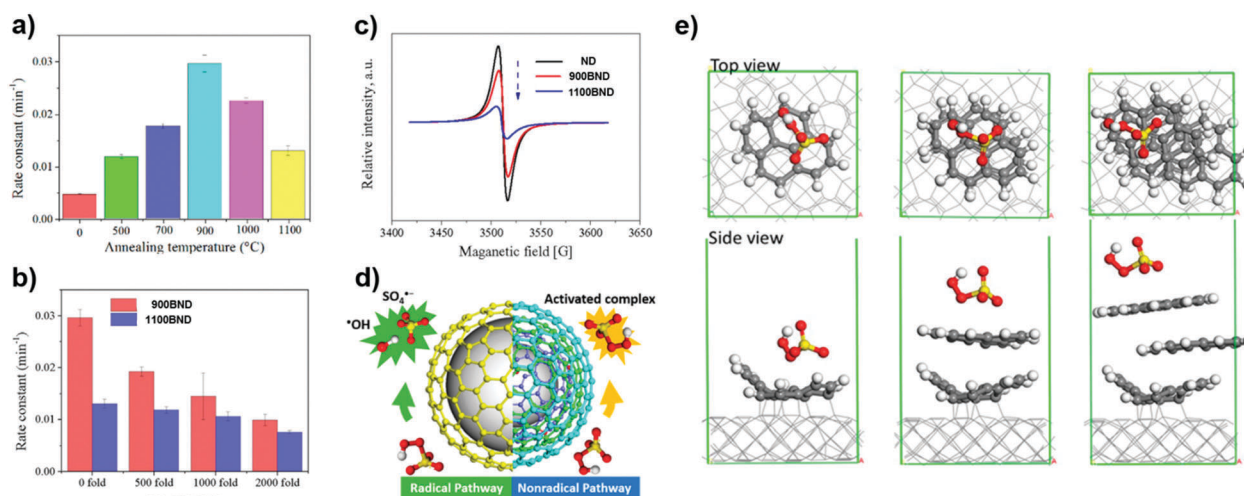 a)
Rate constant (min⁻¹)
0.03
0.02
0.01
0.00
0 500 700 900 1000 1100
Annealing temperature (°C)
b)
900BND
1100BND
Rate constant (min⁻¹)
0.03
0.02
0.01
0.00
0 fold 500 fold 1000 fold 2000 fold
c)
ND
900BND
1100BND
Relative intensity, a.u.
3400 3450 3500 3550 3600 3650
Maganetic field [G]
d)
SO₄•−
•OH
Activated complex
Radical Pathway Nonradical Pathway
e)
Top view
Side view